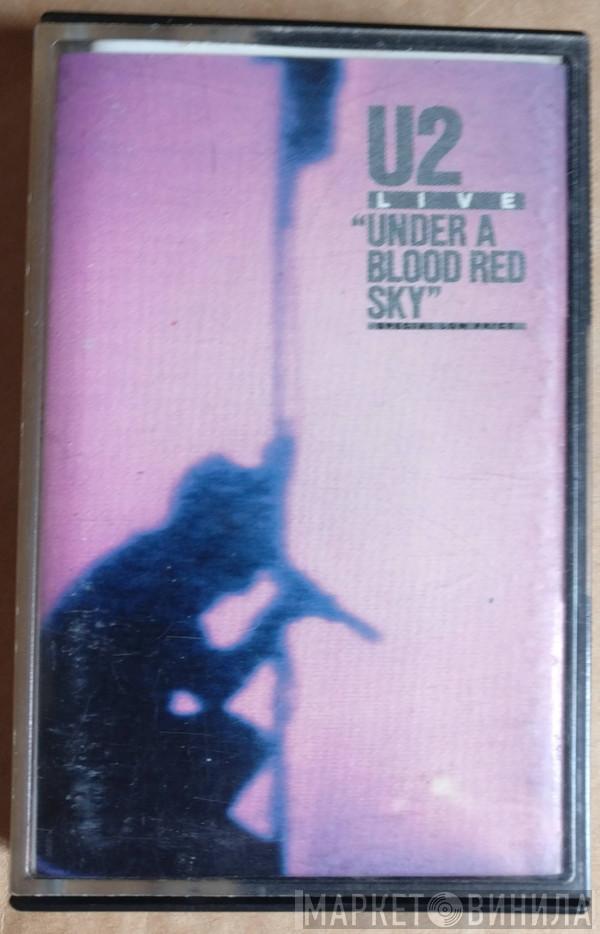 U2
LIVE
“UNDER A
BLOOD RED
SKY”
SPECIAL LOW PRICE
МАРКЕТ ВИНИЛА